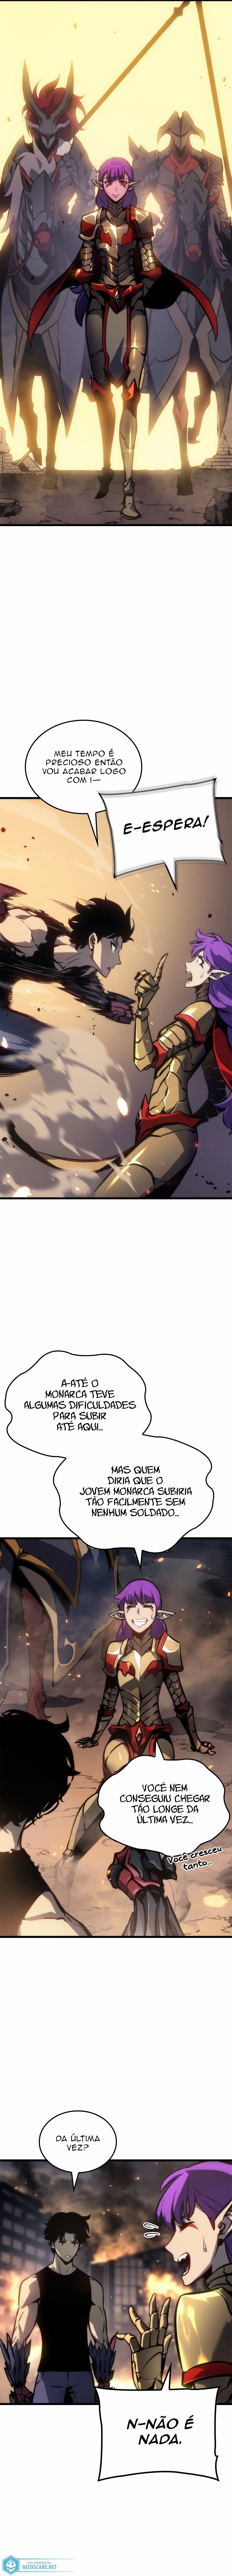 MEU TEMPO É
PRECIOSO ENTÃO
VOU ACABAR LOGO
COM I—
E-ESPERA!
A-ATÉ O
MONARCA TEVE
ALGUMAS DIFICULDADES
PARA SUBIR
ATÉ AQUI..
MAS QUEM
DIRIA QUE O
JOVEM MONARCA SUBIRIA
TÃO FACILMENTE SEM
NENHUM SOLDADO..
VOCÊ NEM
CONSEGUIU CHEGAR
TÃO LONGE DA
ÚLTIMA VEZ..
Você cresceu
tanto...
DA ÚLTIMA
VEZ?
N-NÃO É
NADA.
NEOXSCANS.NET